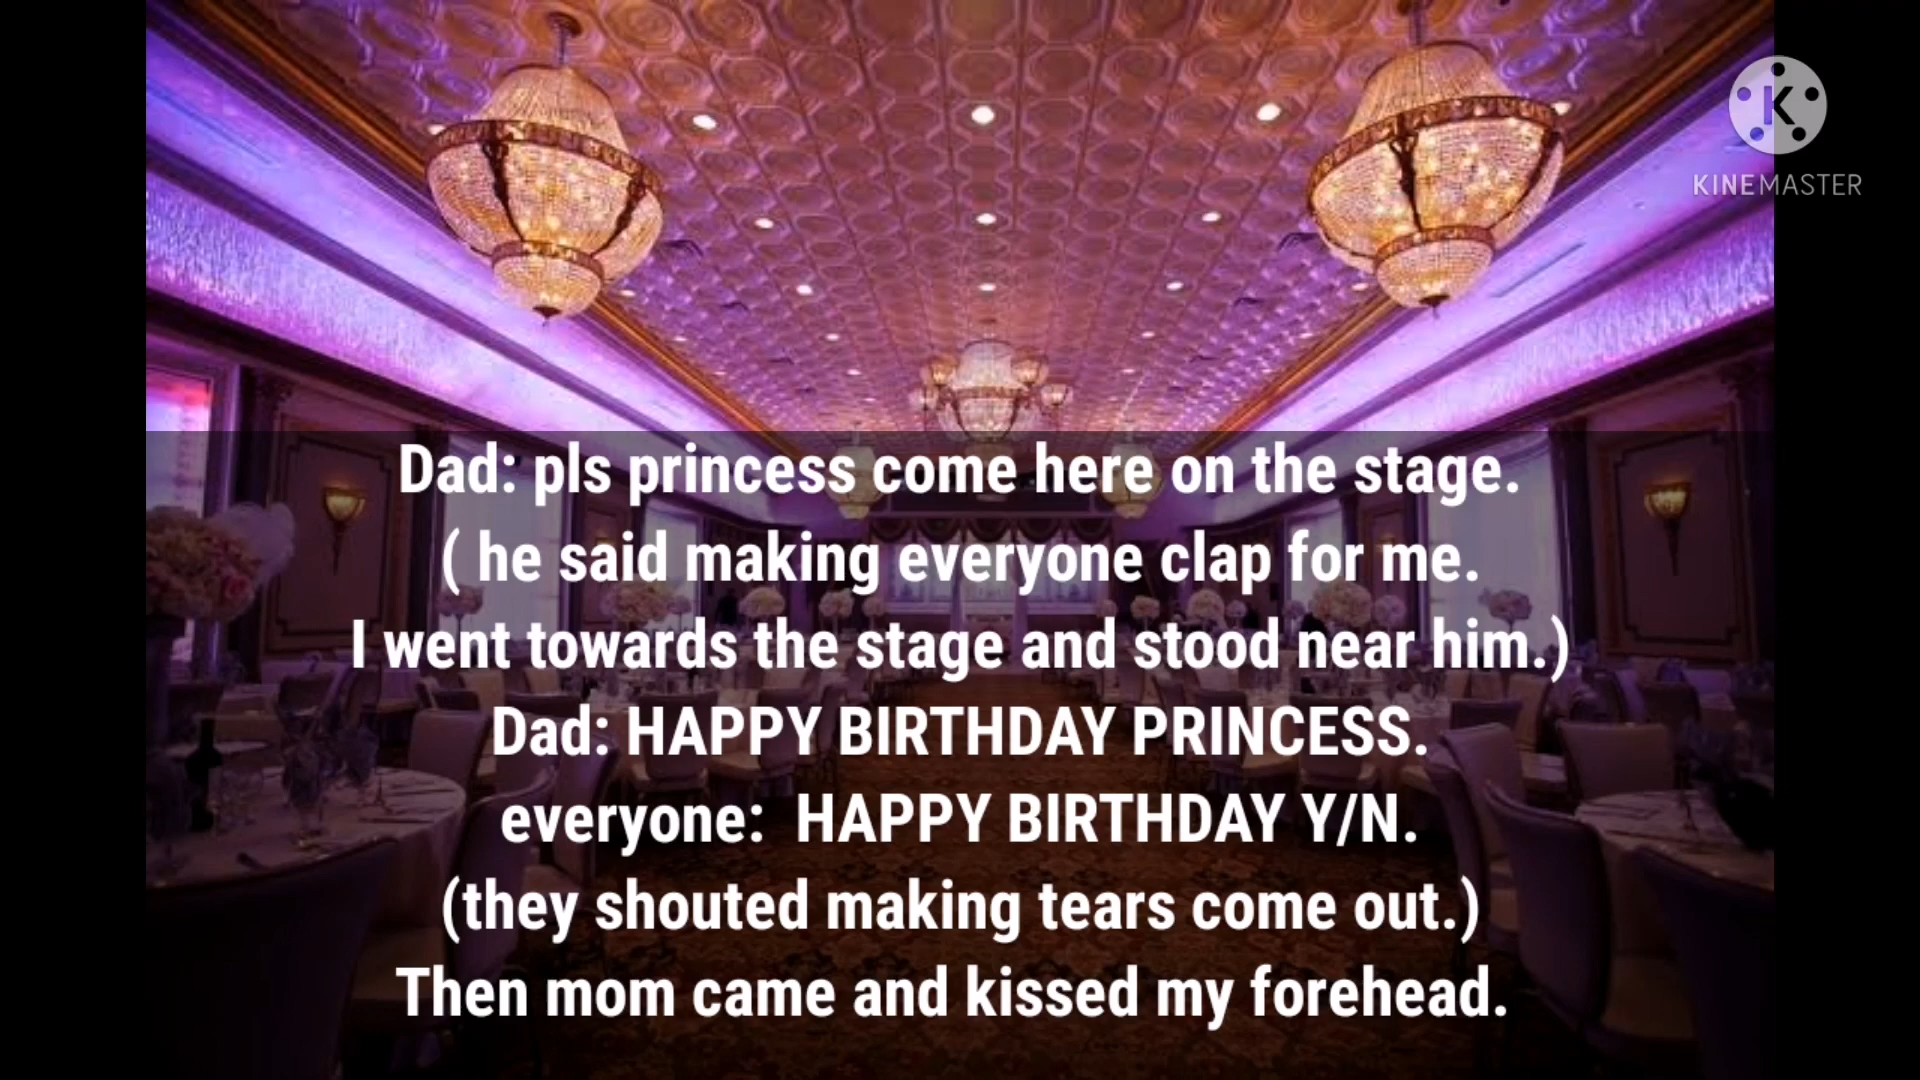 K
KINEMASTER
Dad: pls princess come here on the stage.
( he said making everyone clap for me.
I went towards the stage and stood near him.)
Dad: HAPPY BIRTHDAY PRINCESS.
everyone:  HAPPY BIRTHDAY Y/N.
(they shouted making tears come out.)
Then mom came and kissed my forehead.